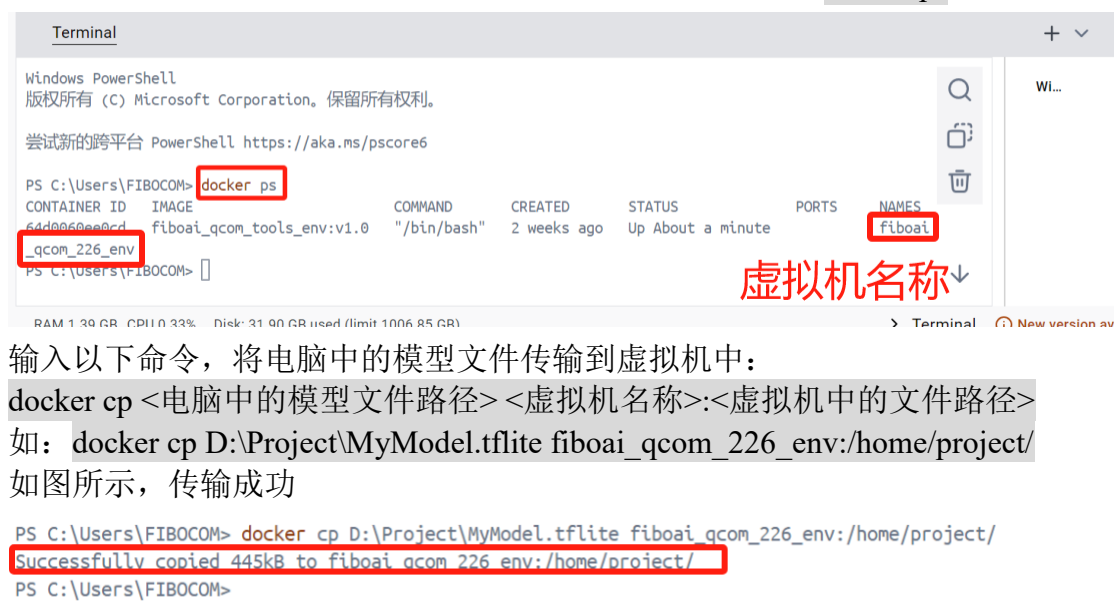 Terminal
Windows PowerShell
版权所有 (C) Microsoft Corporation。保留所有权利。
Wi...
尝试新的跨平台 PowerShell https://aka.ms/pscore6
PS C:\Users\FIBOCOM> docker ps
CONTAINER ID IMAGE COMMAND CREATED STATUS PORTS NAMES
64d0060ee0cd fiboai_qcom_tools_env:v1.0 "/bin/bash" 2 weeks ago Up About a minute fiboai
_qcom_226_env
PS C:\Users\FIBOCOM>
虚拟机名称
RAM 1.39 GB CPU 0.33% Disk: 31.90 GB used (limit 1006.85 GB) Terminal New version av
输入以下命令，将电脑中的模型文件传输到虚拟机中：
docker cp <电脑中的模型文件路径> <虚拟机名称>:<虚拟机中的文件路径>
如：docker cp D:\Project\MyModel.tflite fiboai_qcom_226_env:/home/project/
如图所示，传输成功
PS C:\Users\FIBOCOM> docker cp D:\Project\MyModel.tflite fiboai_qcom_226_env:/home/project/
Successfully copied 445kB to fiboai_qcom_226_env:/home/project/
PS C:\Users\FIBOCOM>